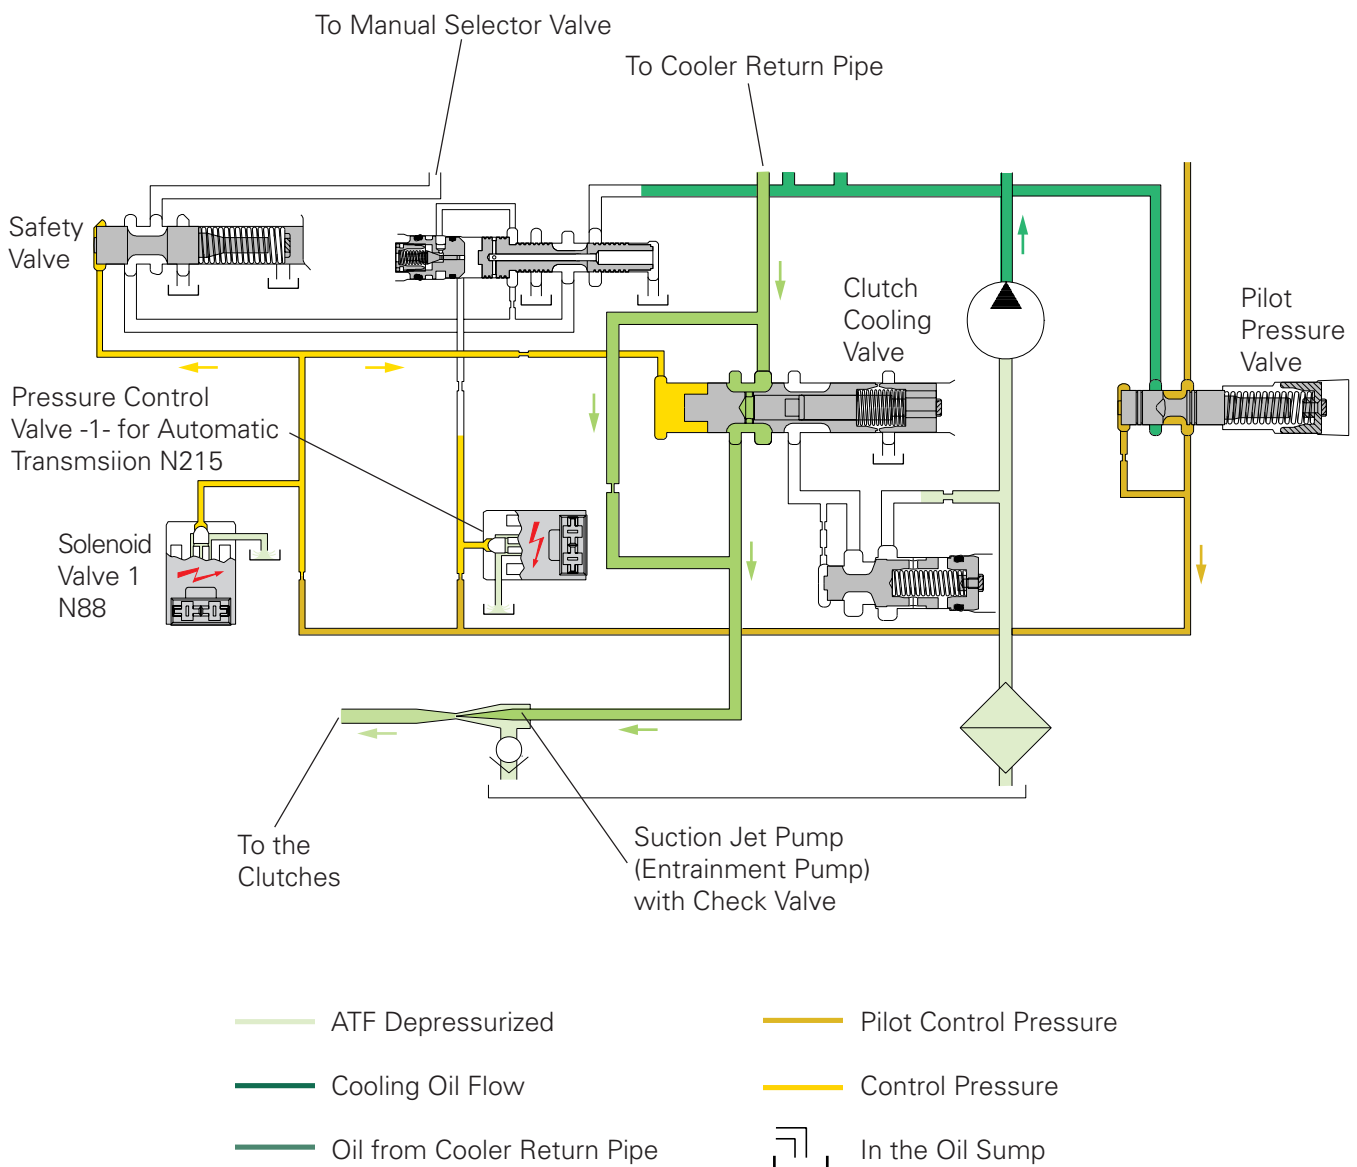 To Manual Selector Valve
To Cooler Return Pipe
Safety
Valve
Clutch
Cooling
Valve
Pilot
Pressure
Valve
Pressure Control
Valve -1- for Automatic
Transmsiion N215
Solenoid
Valve 1
N88
To the
Clutches
Suction Jet Pump
(Entrainment Pump)
with Check Valve
ATF Depressurized
Pilot Control Pressure
Cooling Oil Flow
Control Pressure
Oil from Cooler Return Pipe
In the Oil Sump